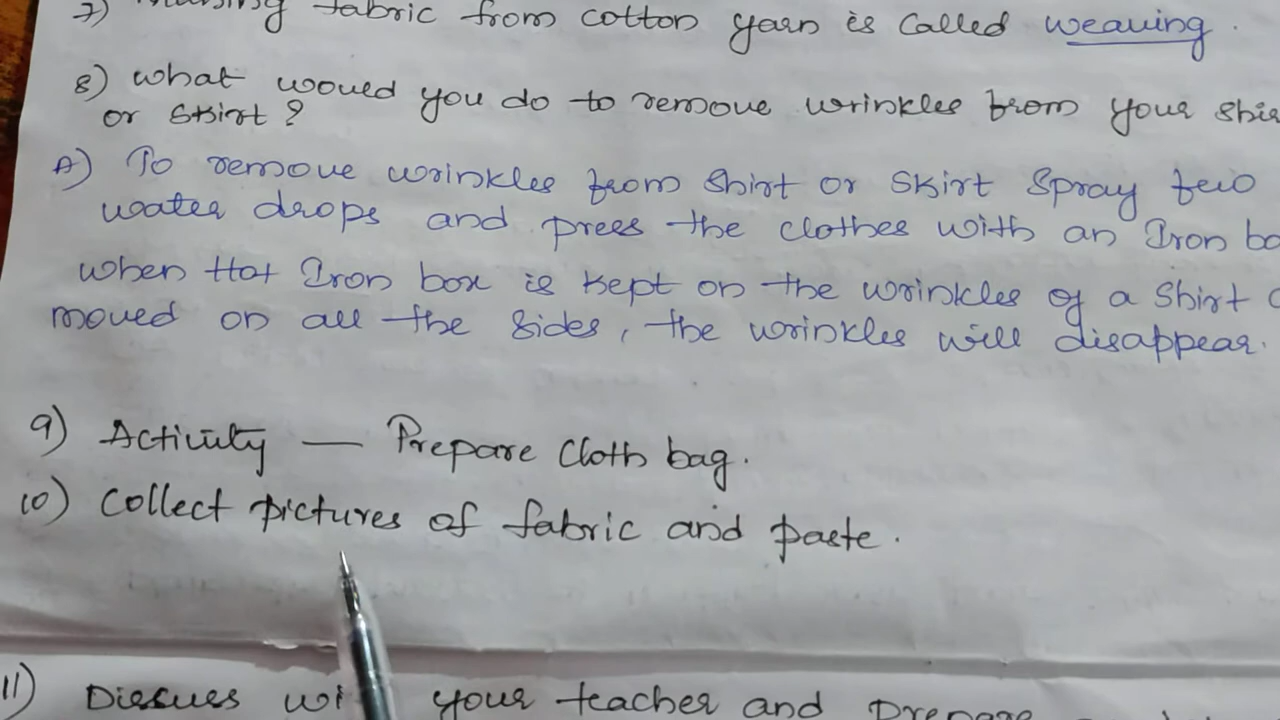 7) fabric from cotton yarn is called weaving.
8) what would you do to remove wrinkles from your
or skirt ?
A) To remove wrinkles from shirt or skirt spray few
water drops and press the clothes with an Iron
when Hot Iron box is kept on the wrinkles of a shirt
moved on all the sides, the wrinkles will disappear.
9) Activity — Prepare cloth bag.
10) Collect pictures of fabric and paste.
11) Discuss your teacher and prepare